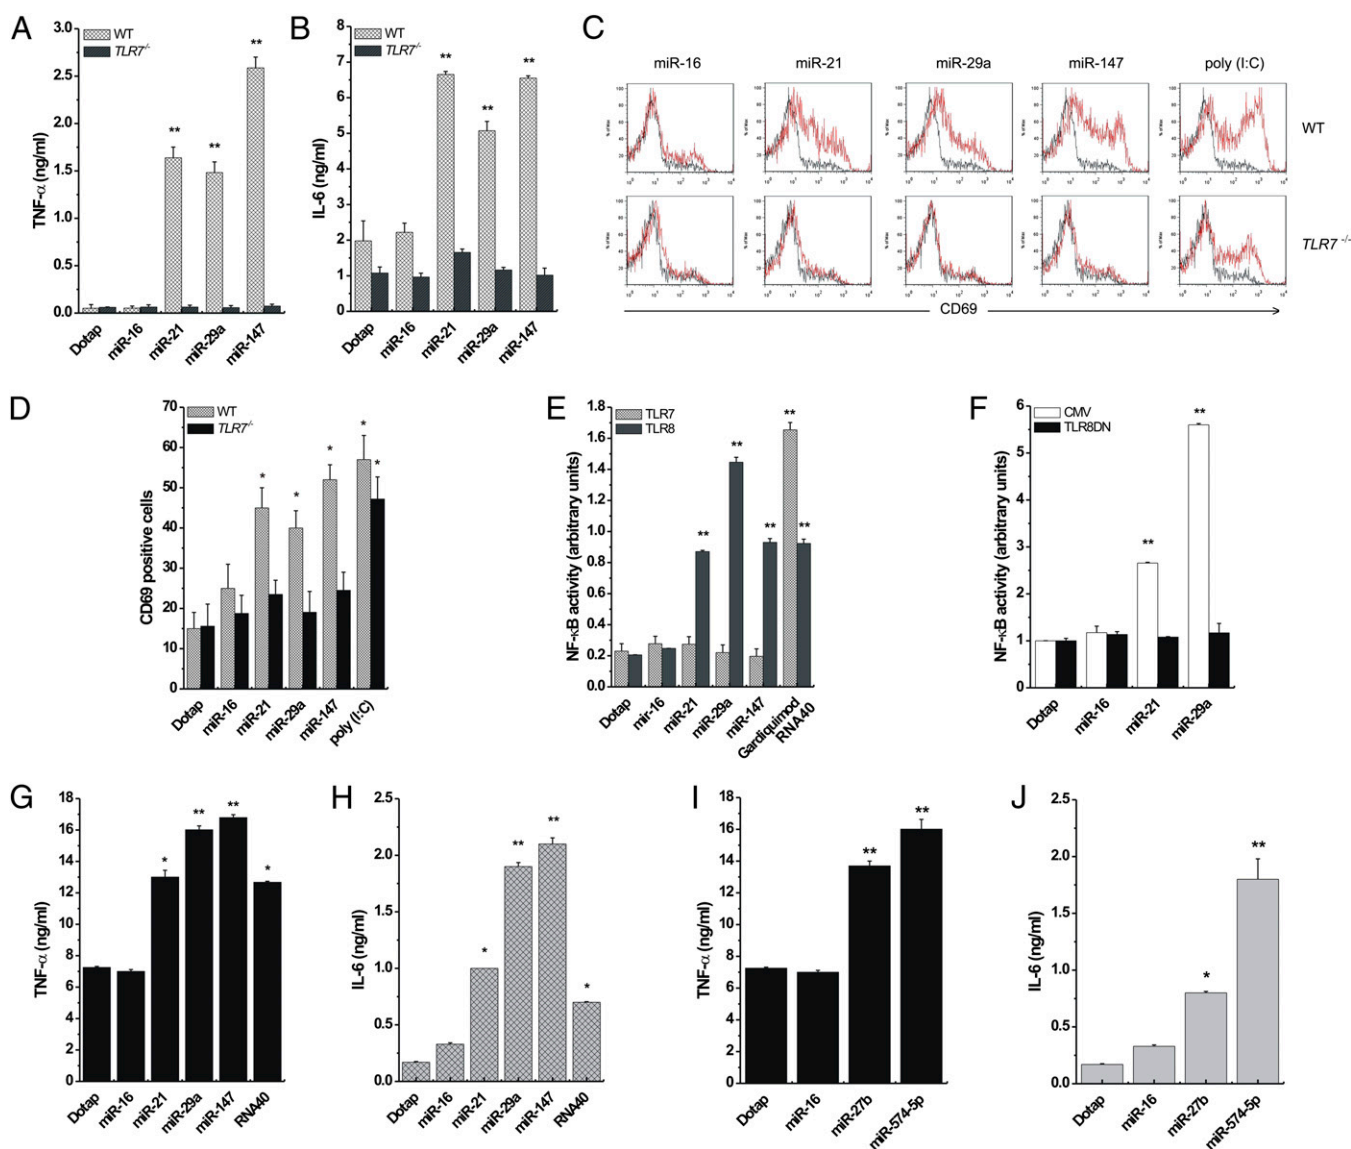 A
TNF-α (ng/ml)
WT
TLR7-/-
3.0
2.5
2.0
1.5
1.0
0.5
0.0
**
**
**
Dotap
miR-16
miR-21
miR-29a
miR-147
B
IL-6 (ng/ml)
WT
TLR7-/-
8
7
6
5
4
3
2
1
0
**
**
**
Dotap
miR-16
miR-21
miR-29a
miR-147
C
miR-16 miR-21 miR-29a miR-147 poly (I:C)
WT
TLR7 -/-
CD69
D
CD69 positive cells
WT
TLR7-/-
70
60
50
40
30
20
10
0
*
*
*
*
*
Dotap
miR-16
miR-21
miR-29a
miR-147
poly (I:C)
E
NF-κB activity (arbitrary units)
TLR7
TLR8
1.8
1.6
1.4
1.2
1.0
0.8
0.6
0.4
0.2
0.0
**
**
**
**
**
Dotap
mir-16
miR-21
miR-29a
miR-147
Gardiquimod
RNA40
F
NF-κB activity (arbitrary units)
CMV
TLR8DN
6
5
4
3
2
1
0
**
**
Dotap
miR-16
miR-21
miR-29a
G
TNF-α (ng/ml)
18
16
14
12
10
8
6
4
2
0
*
**
**
*
Dotap
miR-16
miR-21
miR-29a
miR-147
RNA40
H
IL-6 (ng/ml)
2.5
2.0
1.5
1.0
0.5
0.0
*
**
**
*
Dotap
miR-16
miR-21
miR-29a
miR-147
RNA40
I
TNF-α (ng/ml)
18
16
14
12
10
8
6
4
2
0
**
**
Dotap
miR-16
miR-27b
miR-574-5p
J
IL-6 (ng/ml)
2.5
2.0
1.5
1.0
0.5
0.0
*
**
Dotap
miR-16
miR-27b
miR-574-5p